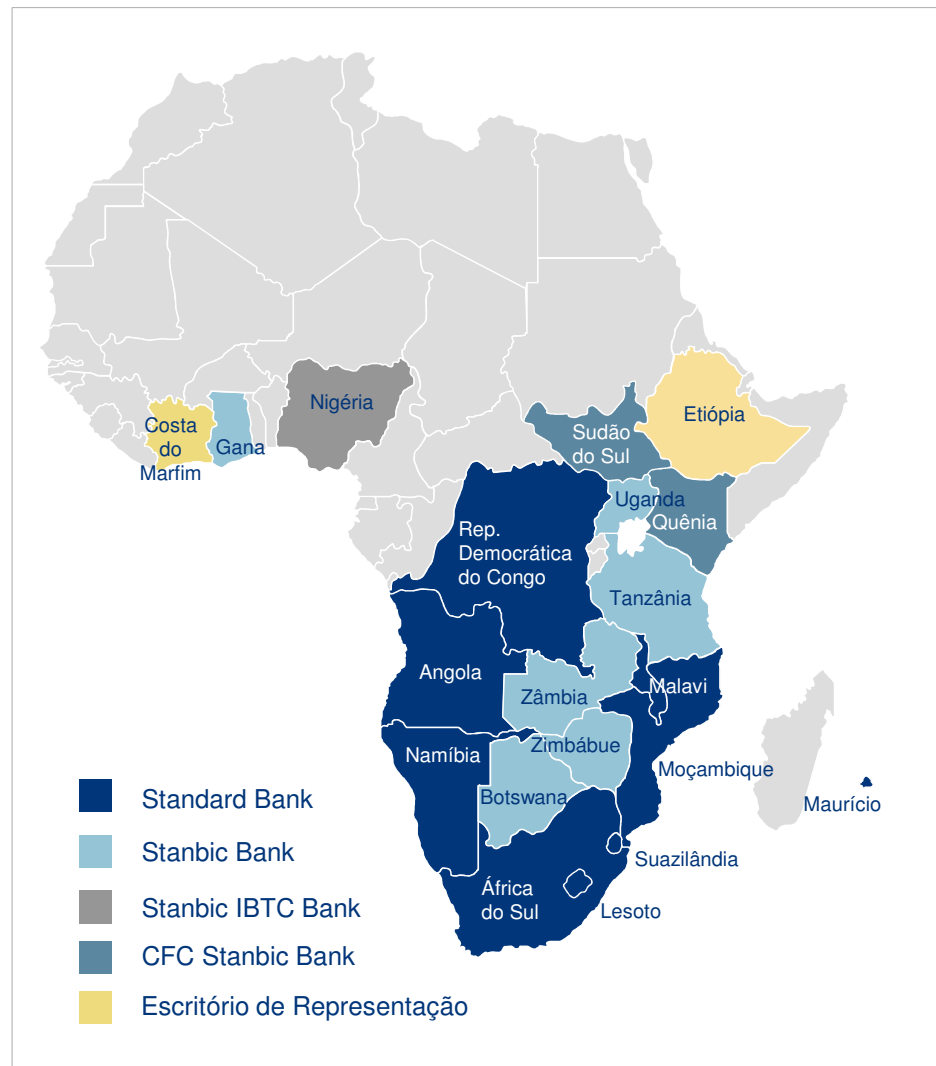 Nigéria
Costa
do
Marfim
Gana
Etiópia
Sudão
do Sul
Uganda
Quênia
Rep.
Democrática
do Congo
Tanzânia
Angola
Malavi
Zâmbia
Namíbia
Zimbábue
Moçambique
Botswana
Maurício
Suazilândia
África
do Sul
Lesoto
Standard Bank
Stanbic Bank
Stanbic IBTC Bank
CFC Stanbic Bank
Escritório de Representação